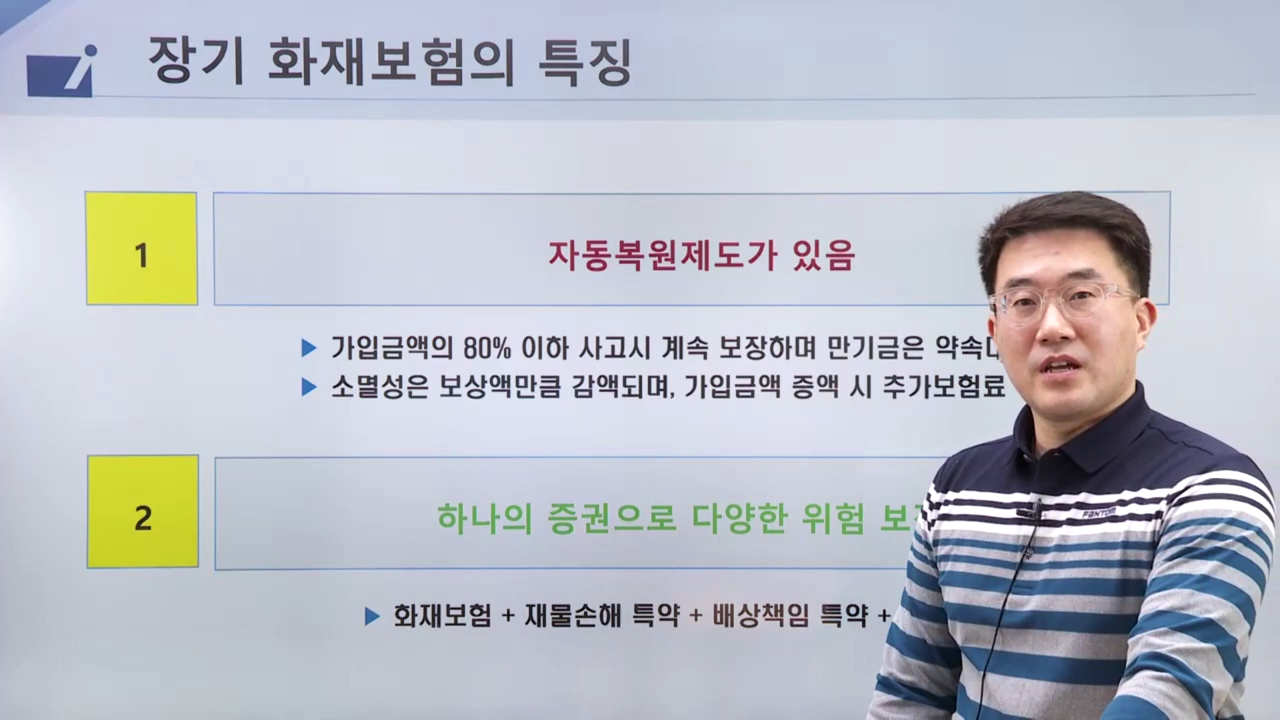 장기 화재보험의 특징
1
자동복원제도가 있음
▶ 가입금액의 80% 이하 사고시 계속 보장하며 만기금은 약속
▶ 소멸성은 보상액만큼 감액되며, 가입금액 증액 시 추가보험료
2
하나의 증권으로 다양한 위험
▶ 화재보험 + 재물손해 특약 + 배상책임 특약 +
FANTOM